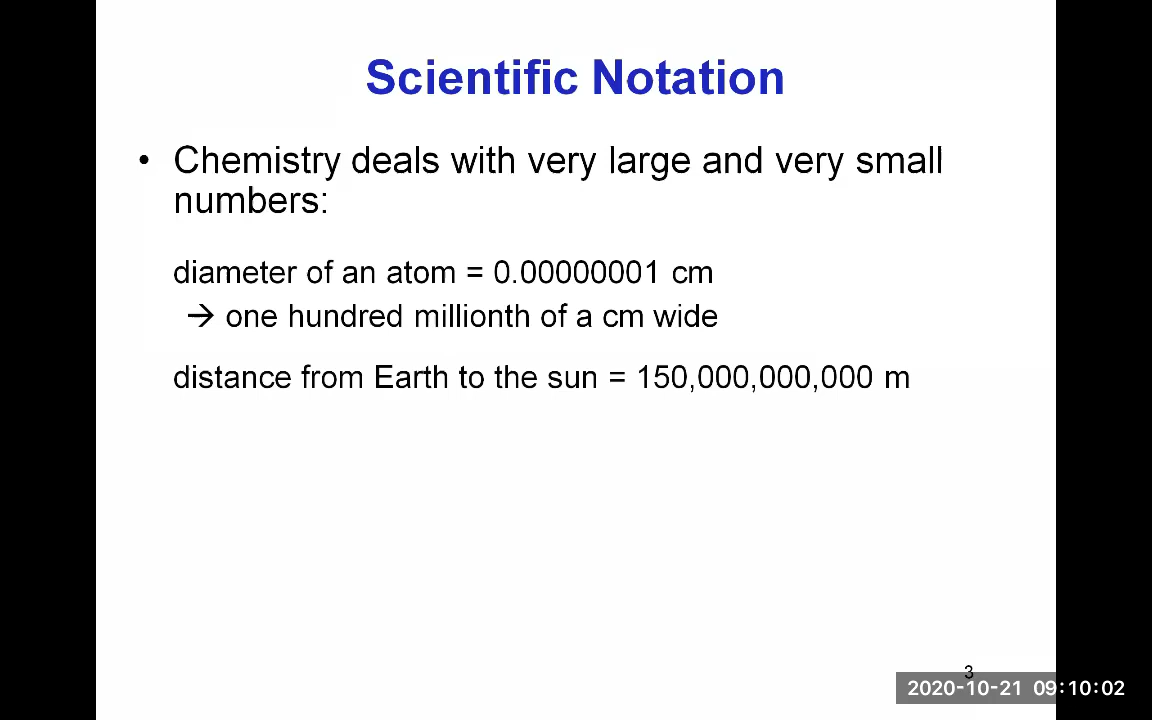 Scientific Notation
• Chemistry deals with very large and very small
numbers:
diameter of an atom = 0.00000001 cm
→ one hundred millionth of a cm wide
distance from Earth to the sun = 150,000,000,000 m
3
2020-10-21 09:10:02